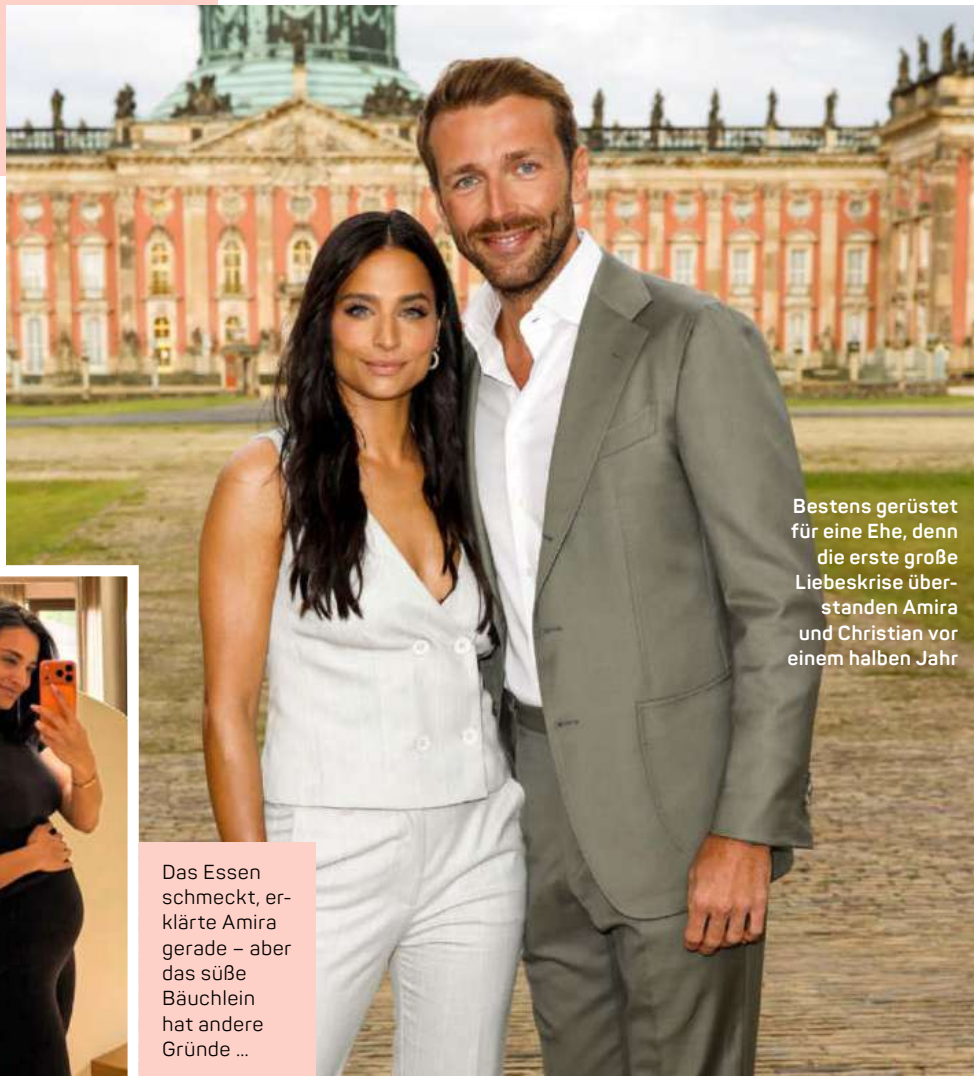 Bestens gerüstet
für eine Ehe, denn
die erste große
Liebeskrise über-
standen Amira
und Christian vor
einem halben Jahr
Das Essen
schmeckt, er-
klärte Amira
gerade – aber
das süße
Bäuchlein
hat andere
Gründe ...